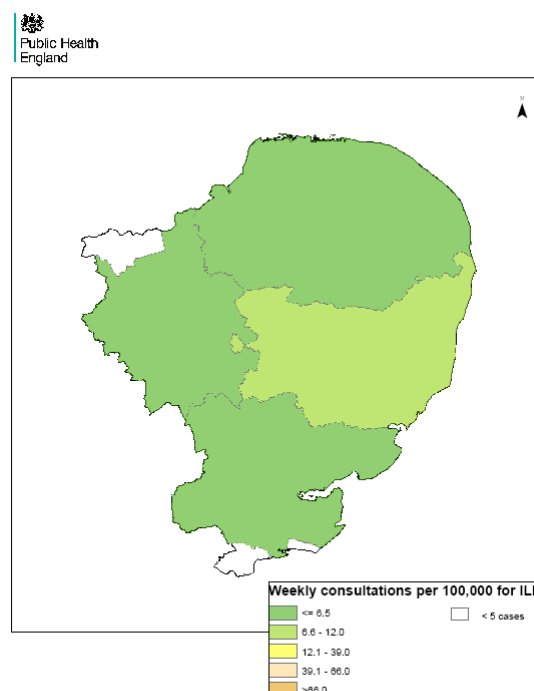 Public Health
England
N
Weekly consultations per 100,000 for ILI
<= 6.5
< 5 cases
6.6 - 12.0
12.1 - 39.0
39.1 - 66.0
>66.0